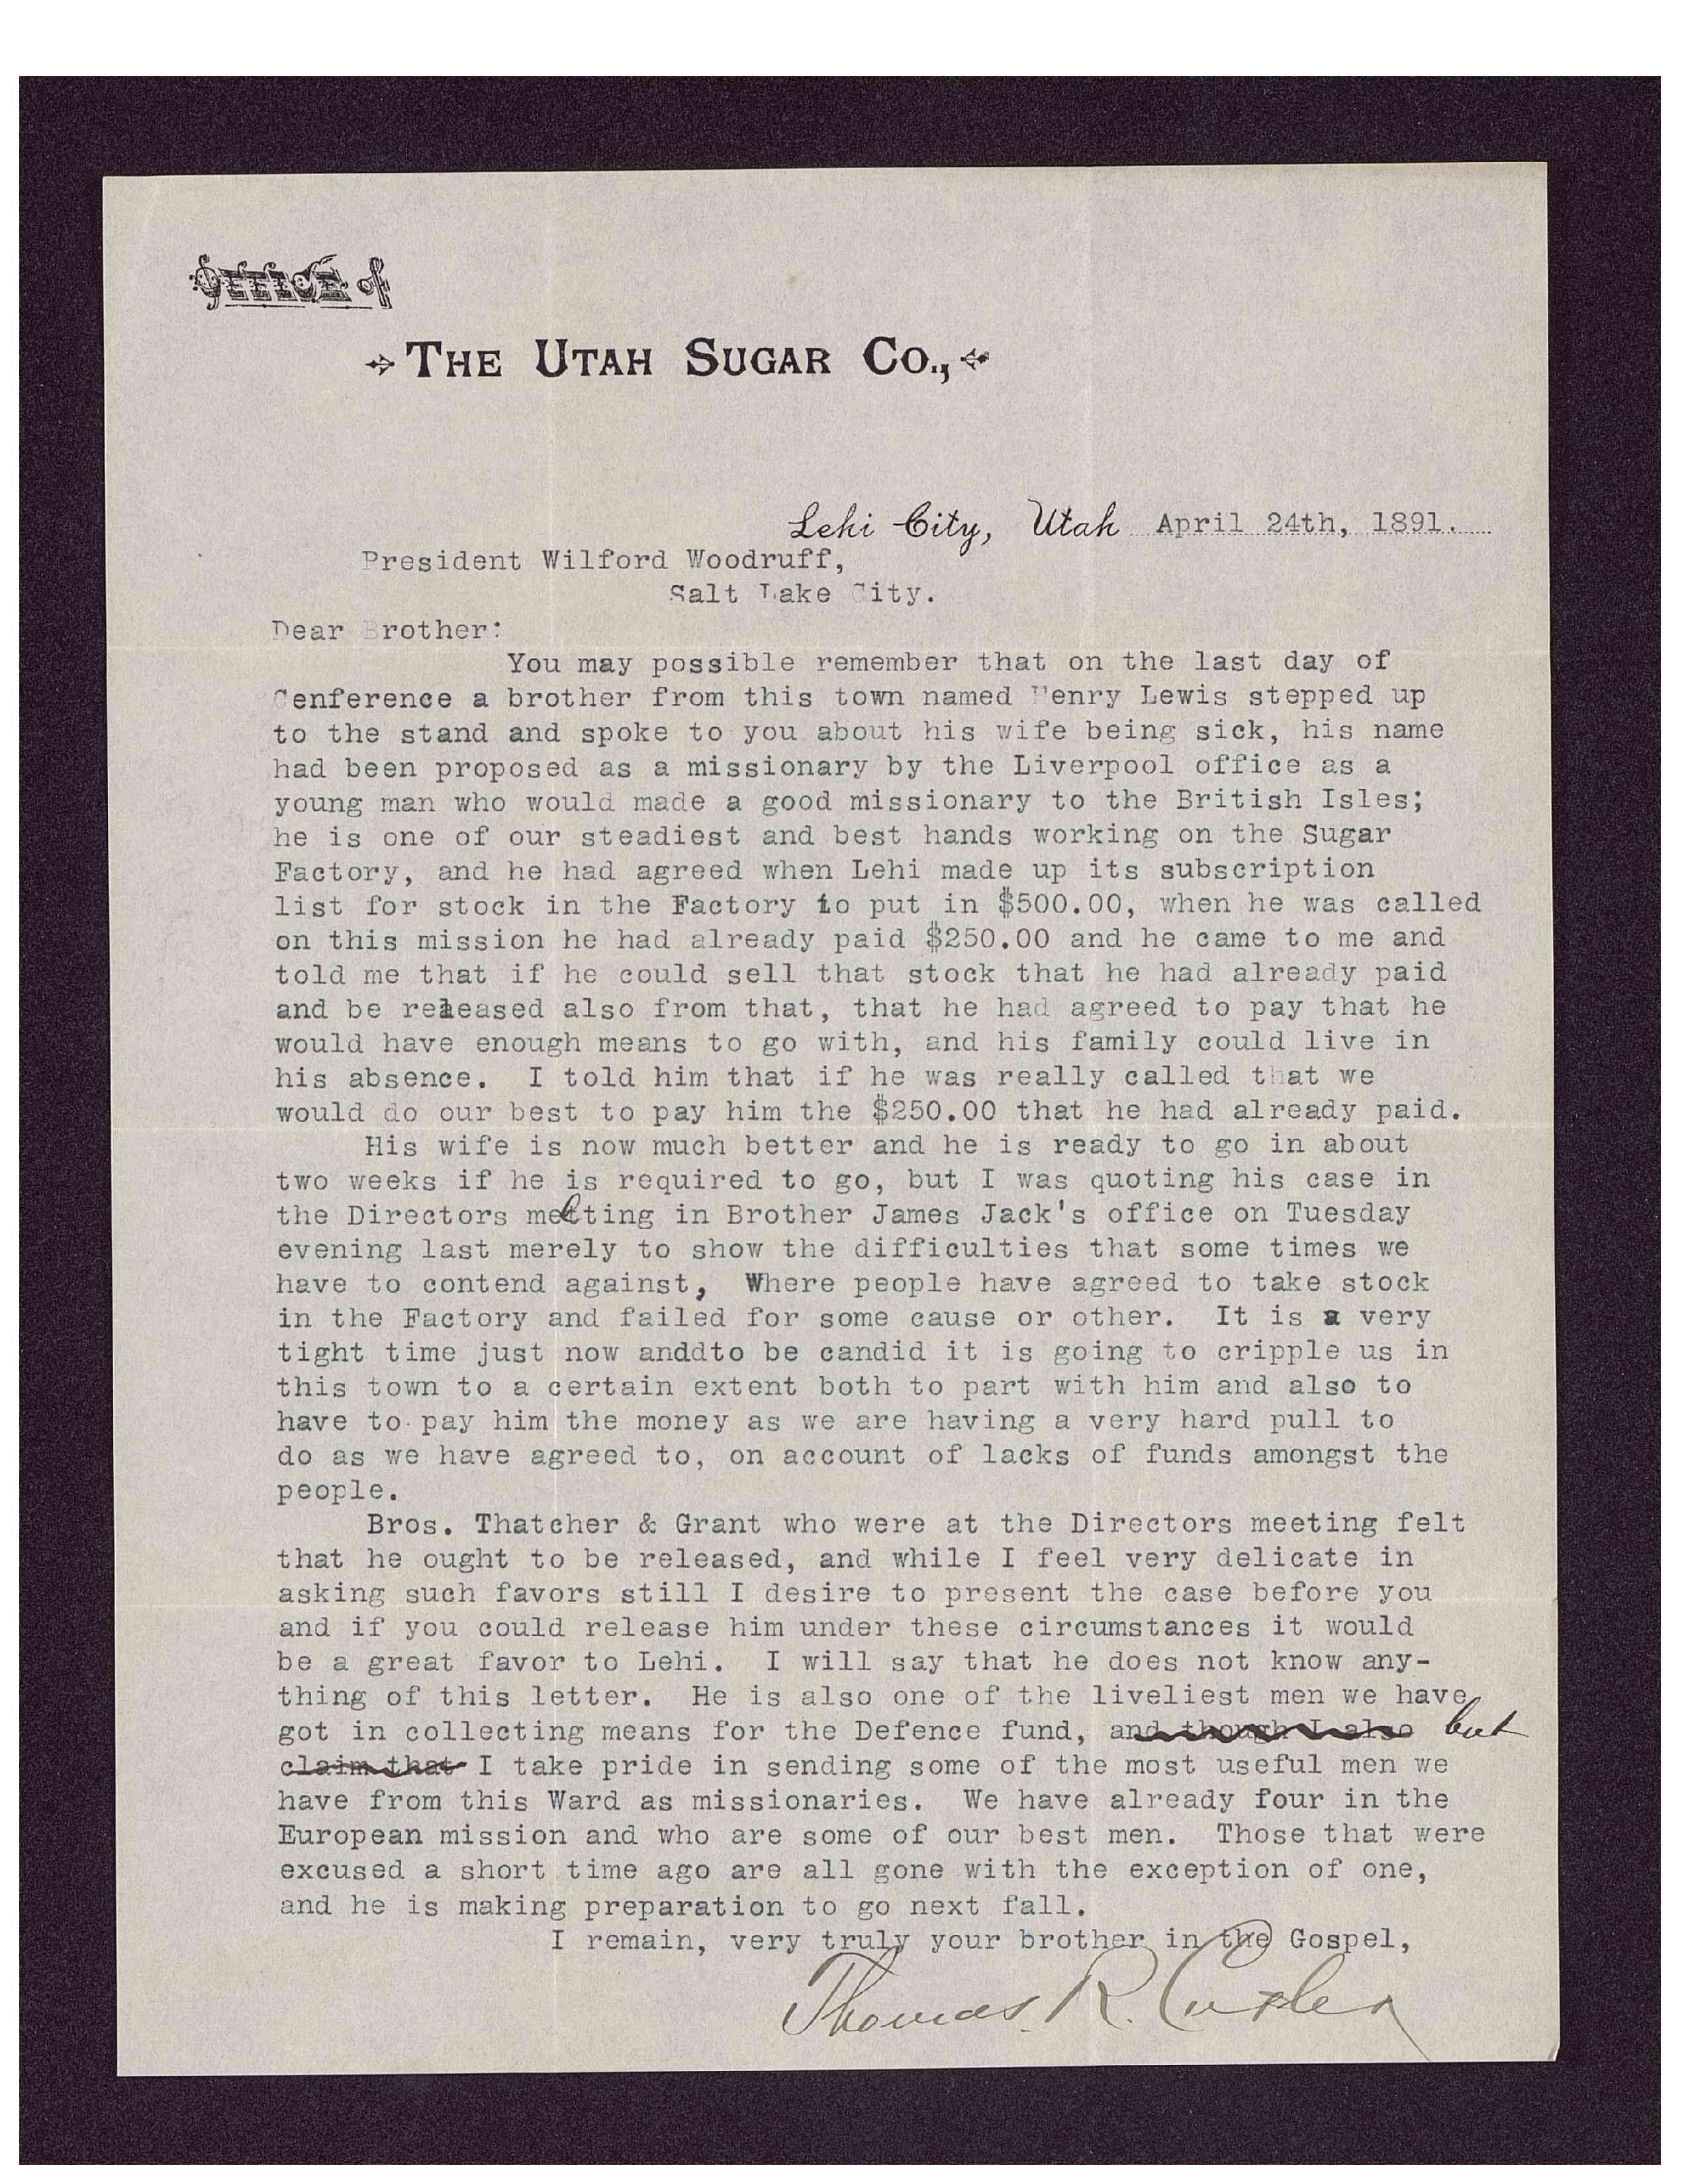 OFFICE of
THE UTAH SUGAR CO.,
Lehi City, Utah April 24th, 1891.
President Wilford Woodruff,
Salt Lake City.
Dear Brother:
You may possible remember that on the last day of
Cenference a brother from this town named Henry Lewis stepped up
to the stand and spoke to you about his wife being sick, his name
had been proposed as a missionary by the Liverpool office as a
young man who would made a good missionary to the British Isles;
he is one of our steadiest and best hands working on the Sugar
Factory, and he had agreed when Lehi made up its subscription
list for stock in the Factory to put in $500.00, when he was called
on this mission he had already paid $250.00 and he came to me and
told me that if he could sell that stock that he had already paid
and be released also from that, that he had agreed to pay that he
would have enough means to go with, and his family could live in
his absence. I told him that if he was really called that we
would do our best to pay him the $250.00 that he had already paid.
His wife is now much better and he is ready to go in about
two weeks if he is required to go, but I was quoting his case in
the Directors meeting in Brother James Jack's office on Tuesday
evening last merely to show the difficulties that some times we
have to contend against, Where people have agreed to take stock
in the Factory and failed for some cause or other. It is a very
tight time just now anddto be candid it is going to cripple us in
this town to a certain extent both to part with him and also to
have to pay him the money as we are having a very hard pull to
do as we have agreed to, on account of lacks of funds amongst the
people.
Bros. Thatcher & Grant who were at the Directors meeting felt
that he ought to be released, and while I feel very delicate in
asking such favors still I desire to present the case before you
and if you could release him under these circumstances it would
be a great favor to Lehi. I will say that he does not know any-
thing of this letter. He is also one of the liveliest men we have
got in collecting means for the Defence fund, and though I also but
claim that I take pride in sending some of the most useful men we
have from this Ward as missionaries. We have already four in the
European mission and who are some of our best men. Those that were
excused a short time ago are all gone with the exception of one,
and he is making preparation to go next fall.
I remain, very truly your brother in the Gospel,
Thomas R. Cutler